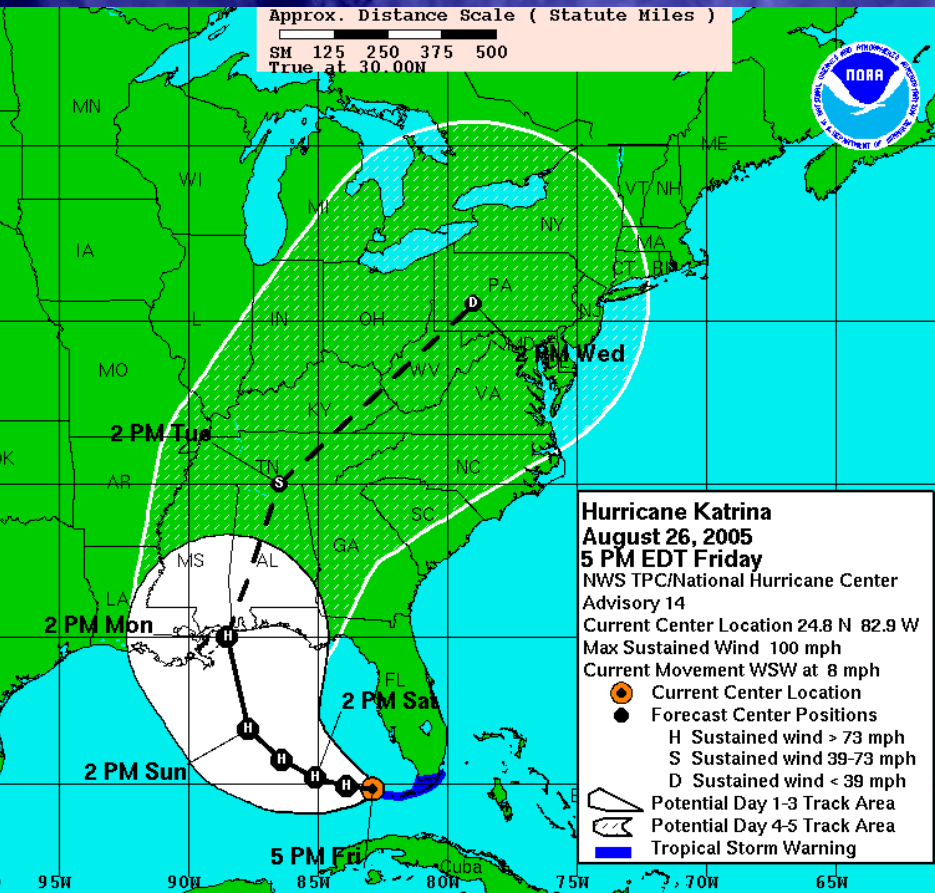 Approx. Distance Scale ( Statute Miles )
SM 125 250 375 500
True at 30.00N
NOAA
MN
ME
WI
VT NH
MI
NY
IA
MA
CT RI
PA
IN
OH
NJ
MD
2 PM Wed
DE
MO
WV
VA
KY
2 PM Tue
TN
NC
AR
SC
MS
AL
GA
LA
2 PM Mon
FL
2 PM Sat
2 PM Sun
5 PM Fri
Cuba
95W 90W 85W 80W 75W 70W 65W
Hurricane Katrina
August 26, 2005
5 PM EDT Friday
NWS TPC/National Hurricane Center
Advisory 14
Current Center Location 24.8 N 82.9 W
Max Sustained Wind 100 mph
Current Movement WSW at 8 mph
Current Center Location
Forecast Center Positions
H Sustained wind > 73 mph
S Sustained wind 39-73 mph
D Sustained wind < 39 mph
Potential Day 1-3 Track Area
Potential Day 4-5 Track Area
Tropical Storm Warning
D
S
H
H
H
H
H